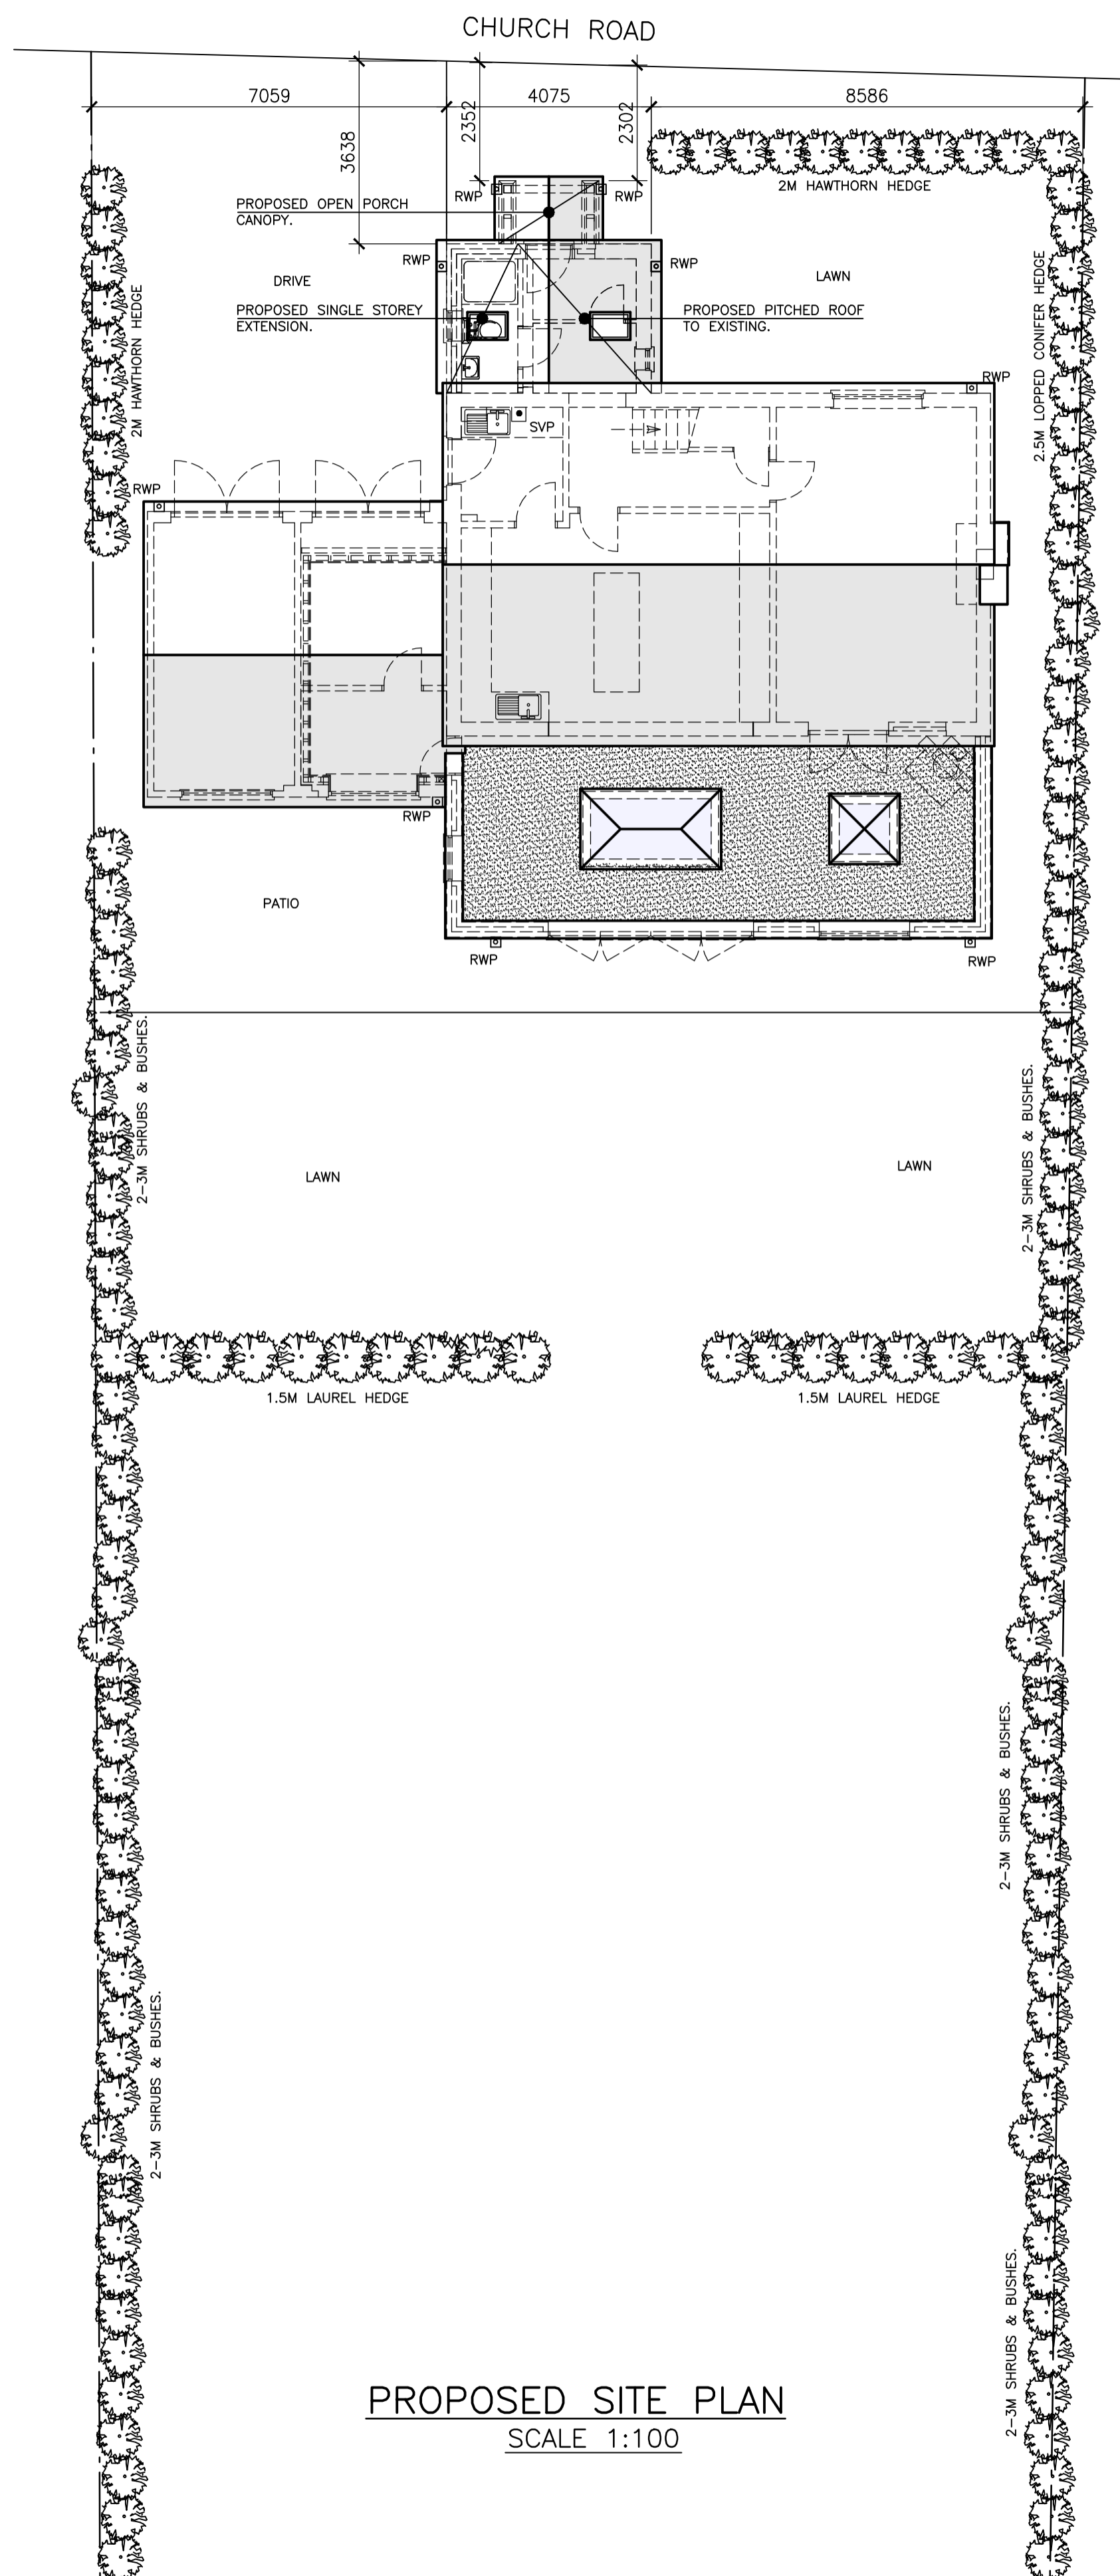 CHURCH ROAD
7059
4075
8586
3638
2352
2302
2M HAWTHORN HEDGE
RWP
RWP
PROPOSED OPEN PORCH
CANOPY.
RWP
RWP
DRIVE
LAWN
PROPOSED SINGLE STOREY
EXTENSION.
PROPOSED PITCHED ROOF
TO EXISTING.
2M HAWTHORN HEDGE
2.5M LOPPED CONIFER HEDGE
RWP
SVP
RWP
RWP
PATIO
RWP
RWP
2-3M SHRUBS & BUSHES.
2-3M SHRUBS & BUSHES.
LAWN
LAWN
1.5M LAUREL HEDGE
1.5M LAUREL HEDGE
2-3M SHRUBS & BUSHES.
2-3M SHRUBS & BUSHES.
2-3M SHRUBS & BUSHES.
PROPOSED SITE PLAN
SCALE 1:100